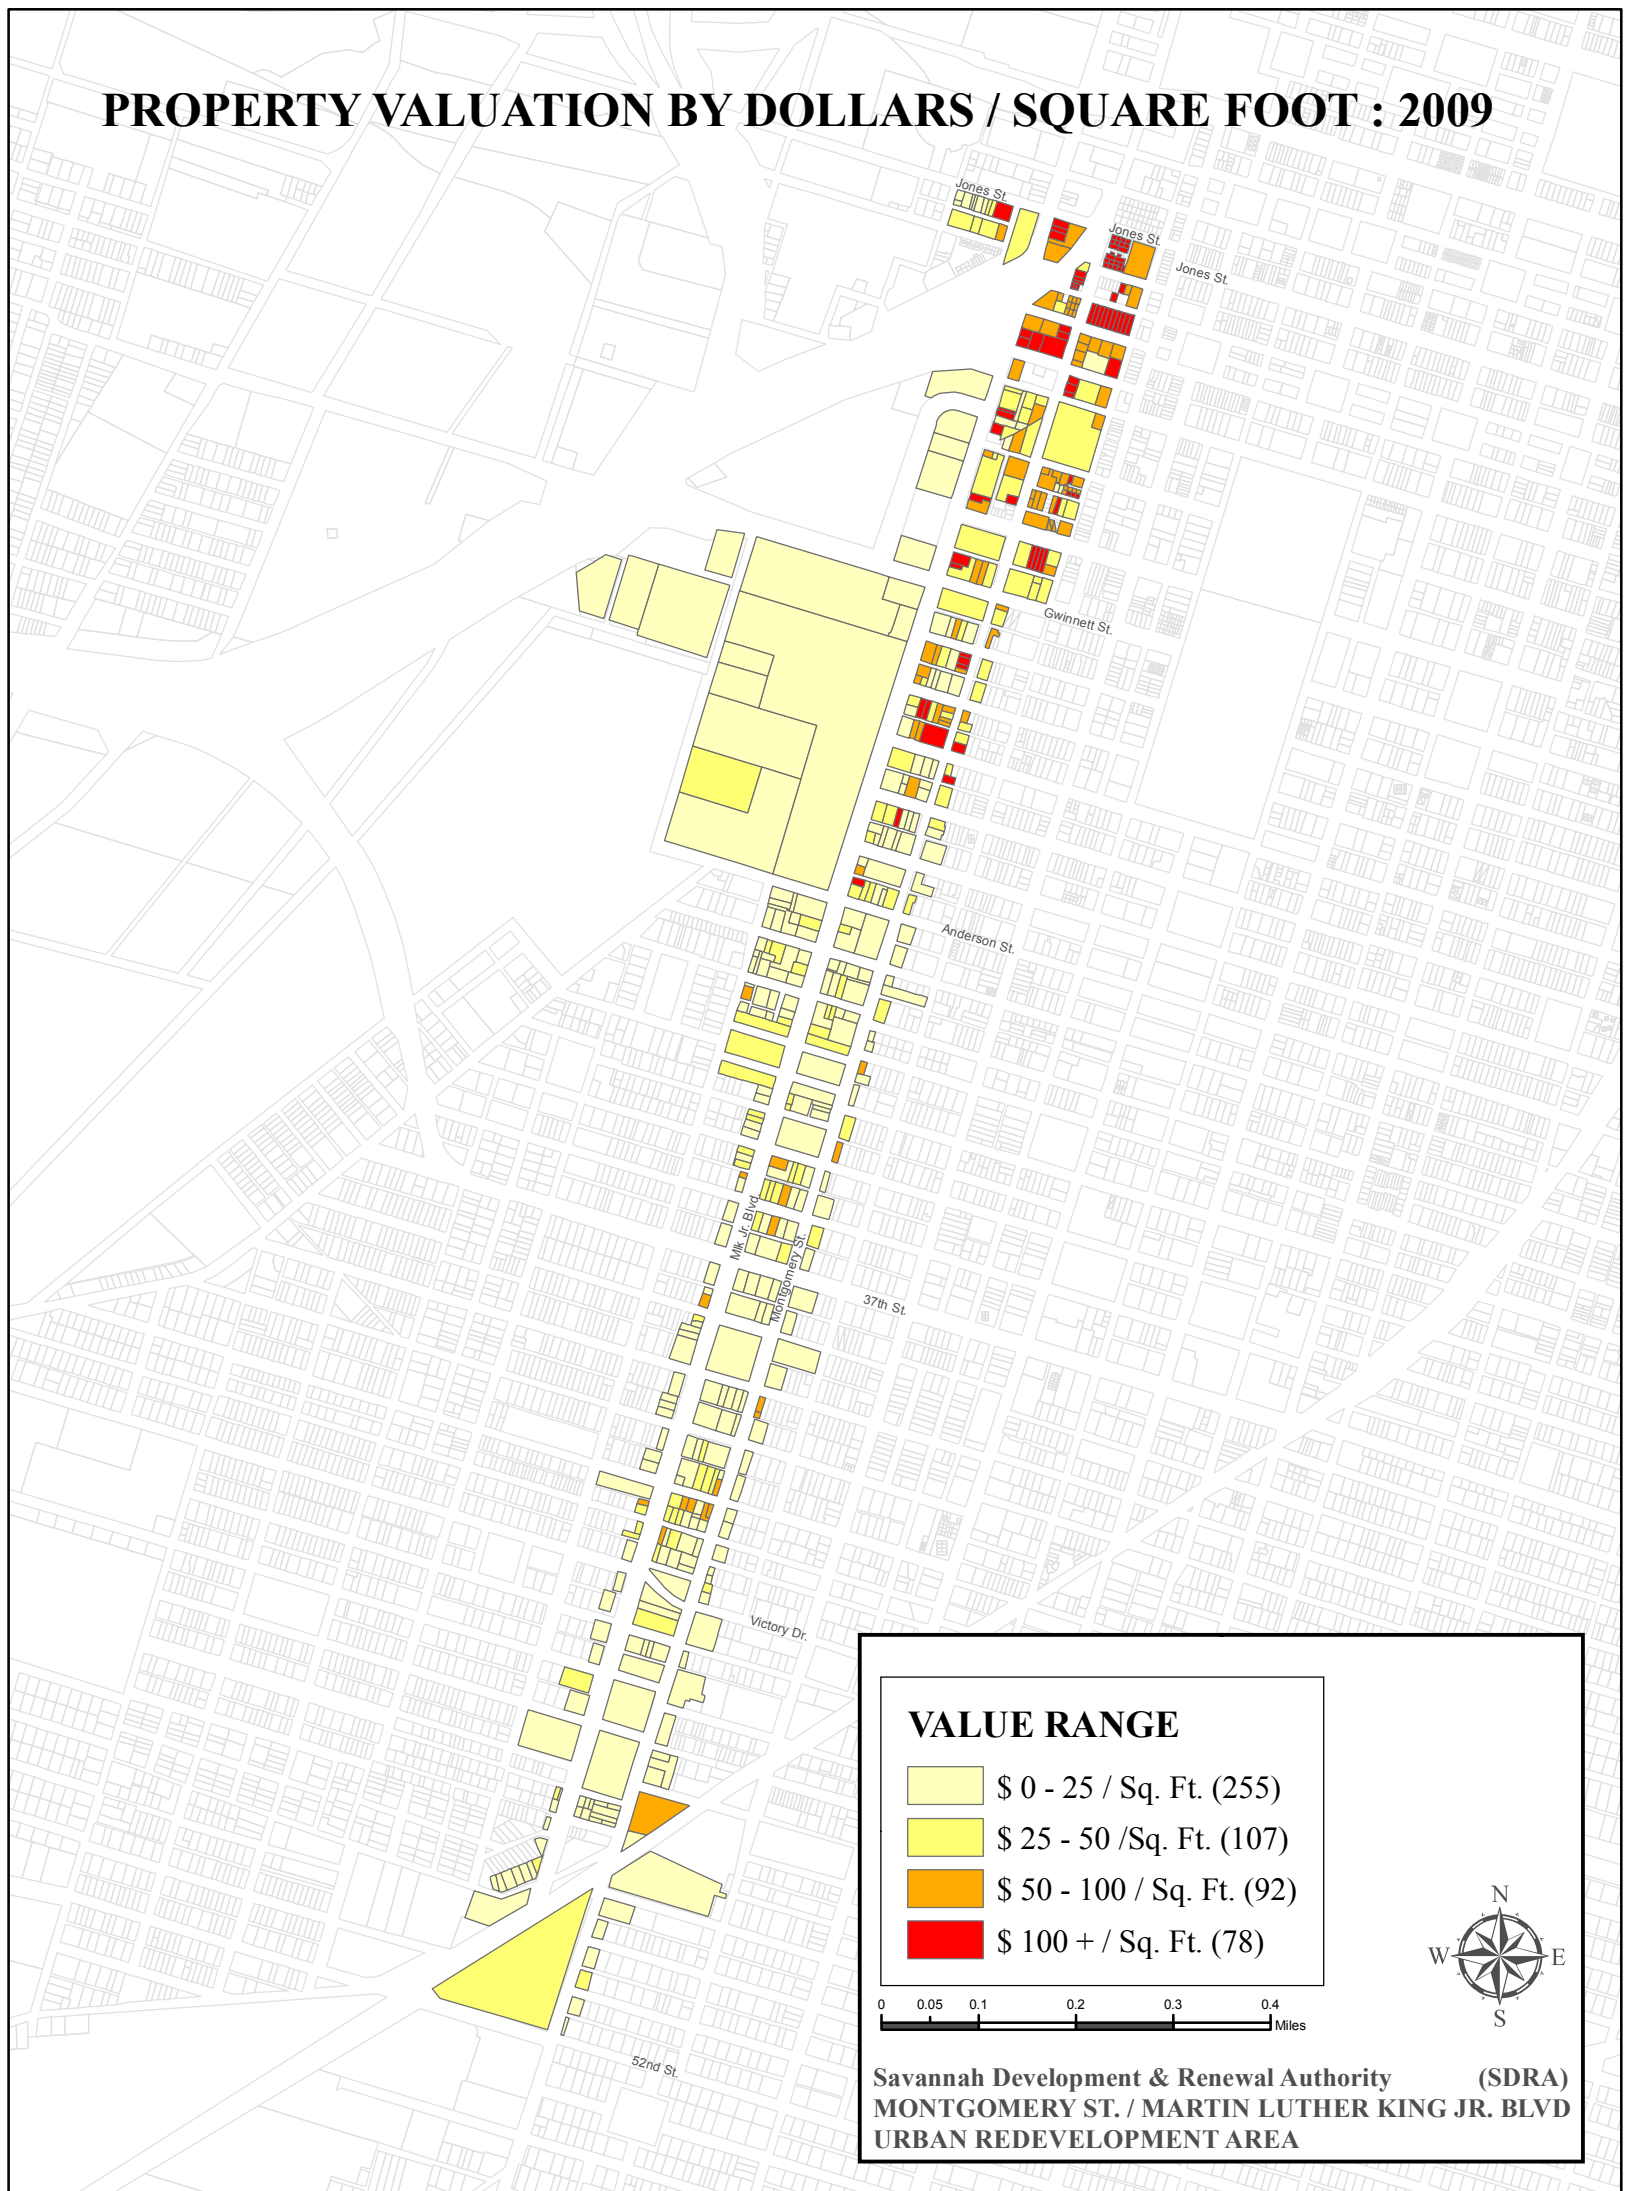 PROPERTY VALUATION BY DOLLARS / SQUARE FOOT : 2009
Jones St.
Jones St.
Jones St.
Gwinnett St.
Anderson St.
Mlk Jr. Blvd.
Montgomery St.
37th St.
Victory Dr.
52nd St.
VALUE RANGE
$ 0 - 25 / Sq. Ft. (255)
$ 25 - 50 /Sq. Ft. (107)
$ 50 - 100 / Sq. Ft. (92)
$ 100 + / Sq. Ft. (78)
0 0.05 0.1 0.2 0.3 0.4
Miles
N
W E
S
Savannah Development & Renewal Authority (SDRA)
MONTGOMERY ST. / MARTIN LUTHER KING JR. BLVD
URBAN REDEVELOPMENT AREA